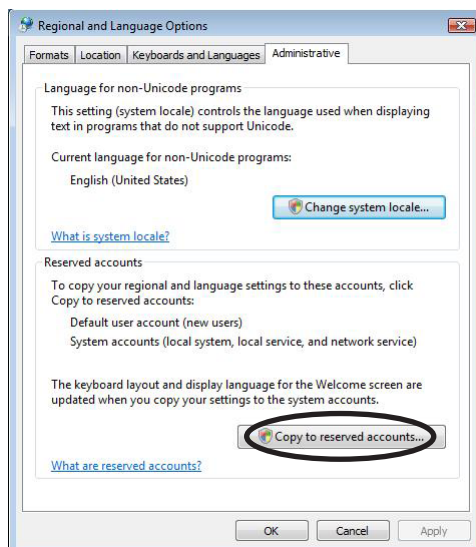 Regional and Language Options
Formats Location Keyboards and Languages Administrative
Language for non-Unicode programs
This setting (system locale) controls the language used when displaying
text in programs that do not support Unicode.
Current language for non-Unicode programs:
English (United States)
Change system locale...
What is system locale?
Reserved accounts
To copy your regional and language settings to these accounts, click
Copy to reserved accounts:
Default user account (new users)
System accounts (local system, local service, and network service)
The keyboard layout and display language for the Welcome screen are
updated when you copy your settings to the system accounts.
Copy to reserved accounts...
What are reserved accounts?
OK Cancel Apply